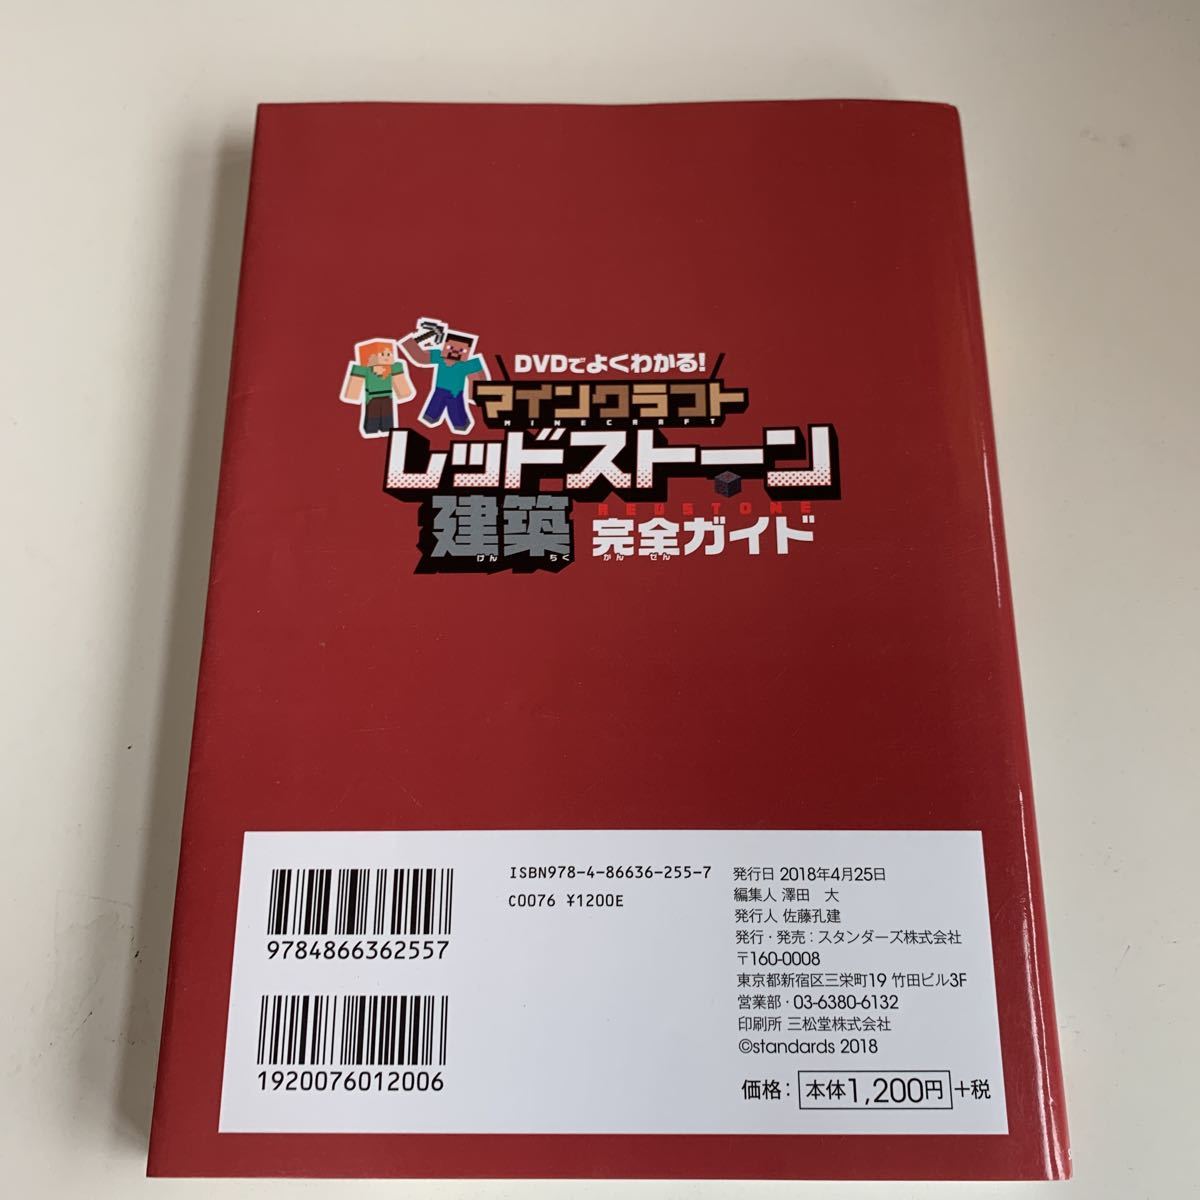 DVDでよくわかる!
マインクラフト
MINECRAFT
レッドストーン
REDSTONE
建築 完全ガイド
けん ちく かん ぜん
ISBN978-4-86636-255-7
C0076 ¥1200E
9784866362557
1920076012006
発行日 2018年4月25日
編集人 澤田 大
発行人 佐藤孔建
発行・発売：スタンダーズ株式会社
〒160-0008
東京都新宿区三栄町19 竹田ビル3F
営業部・03-6380-6132
印刷所 三松堂株式会社
©standards 2018
価格： 本体1,200円 +税